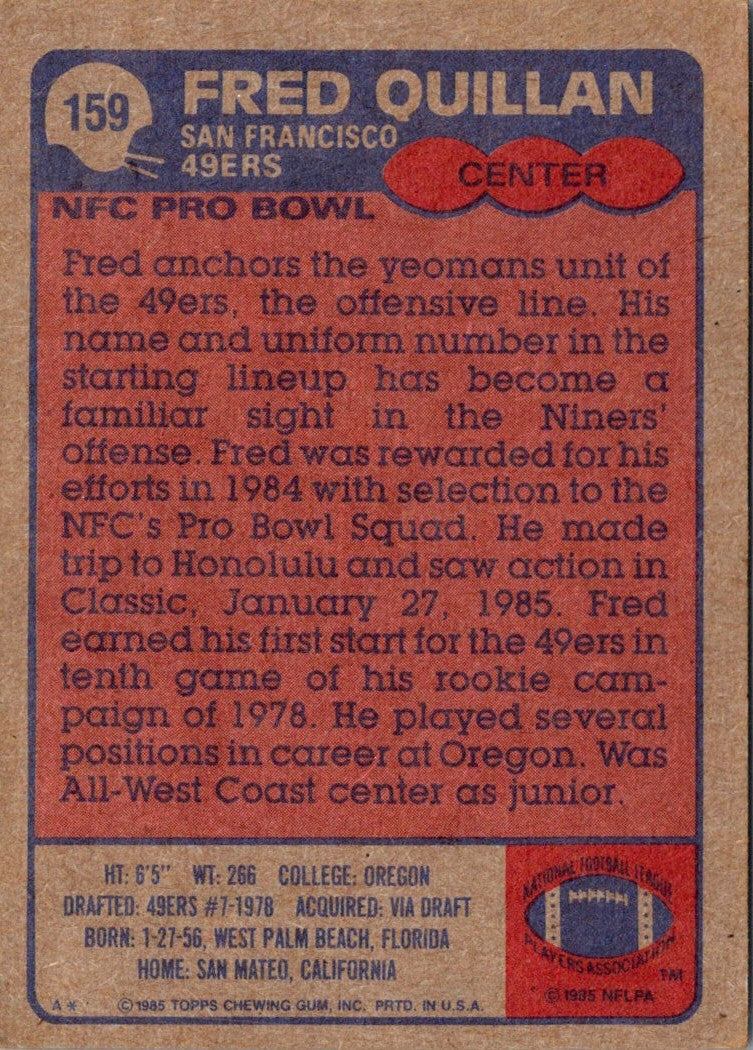 159
FRED QUILLAN
SAN FRANCISCO
49ERS
CENTER
NFC PRO BOWL
Fred anchors the yeomans unit of
the 49ers, the offensive line. His
name and uniform number in the
starting lineup has become a
familiar sight in the Niners'
offense. Fred was rewarded for his
efforts in 1984 with selection to the
NFC's Pro Bowl Squad. He made
trip to Honolulu and saw action in
Classic, January 27, 1985. Fred
earned his first start for the 49ers in
tenth game of his rookie cam-
paign of 1978. He played several
positions in career at Oregon. Was
All-West Coast center as junior.
HT: 6'5" WT: 266 COLLEGE: OREGON
DRAFTED: 49ERS #7-1978 ACQUIRED: VIA DRAFT
BORN: 1-27-56, WEST PALM BEACH, FLORIDA
HOME: SAN MATEO, CALIFORNIA
A* © 1985 TOPPS CHEWING GUM, INC. PRTD. IN U.S.A.
NATIONAL FOOTBALL LEAGUE
PLAYERS ASSOCIATION
TM
© 1985 NFLPA